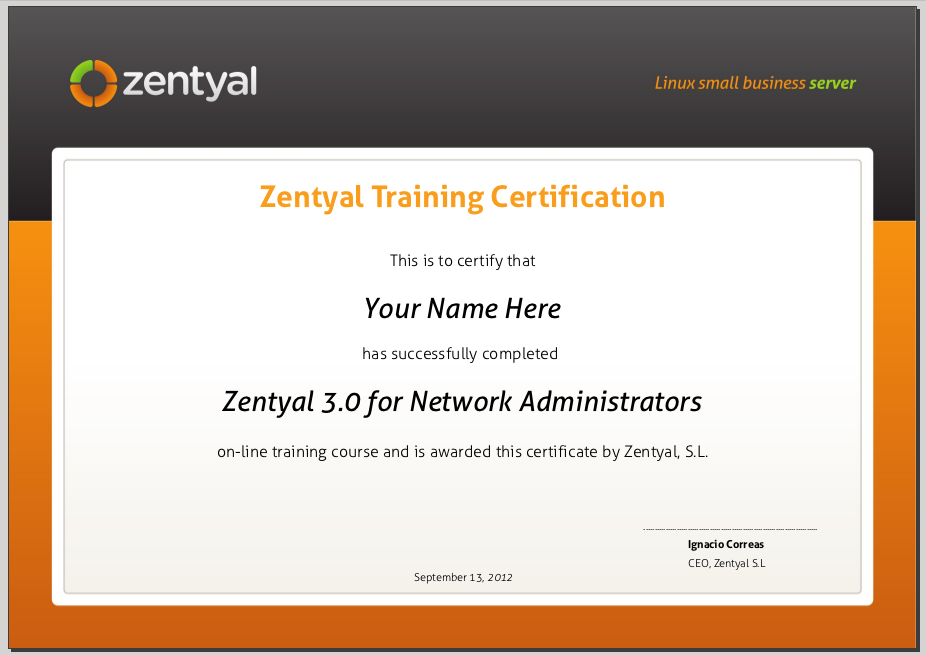 zentyal
Linux small business server
Zentyal Training Certification
This is to certify that
Your Name Here
has successfully completed
Zentyal 3.0 for Network Administrators
on-line training course and is awarded this certificate by Zentyal, S.L.
Ignacio Correas
CEO, Zentyal S.L
September 13, 2012